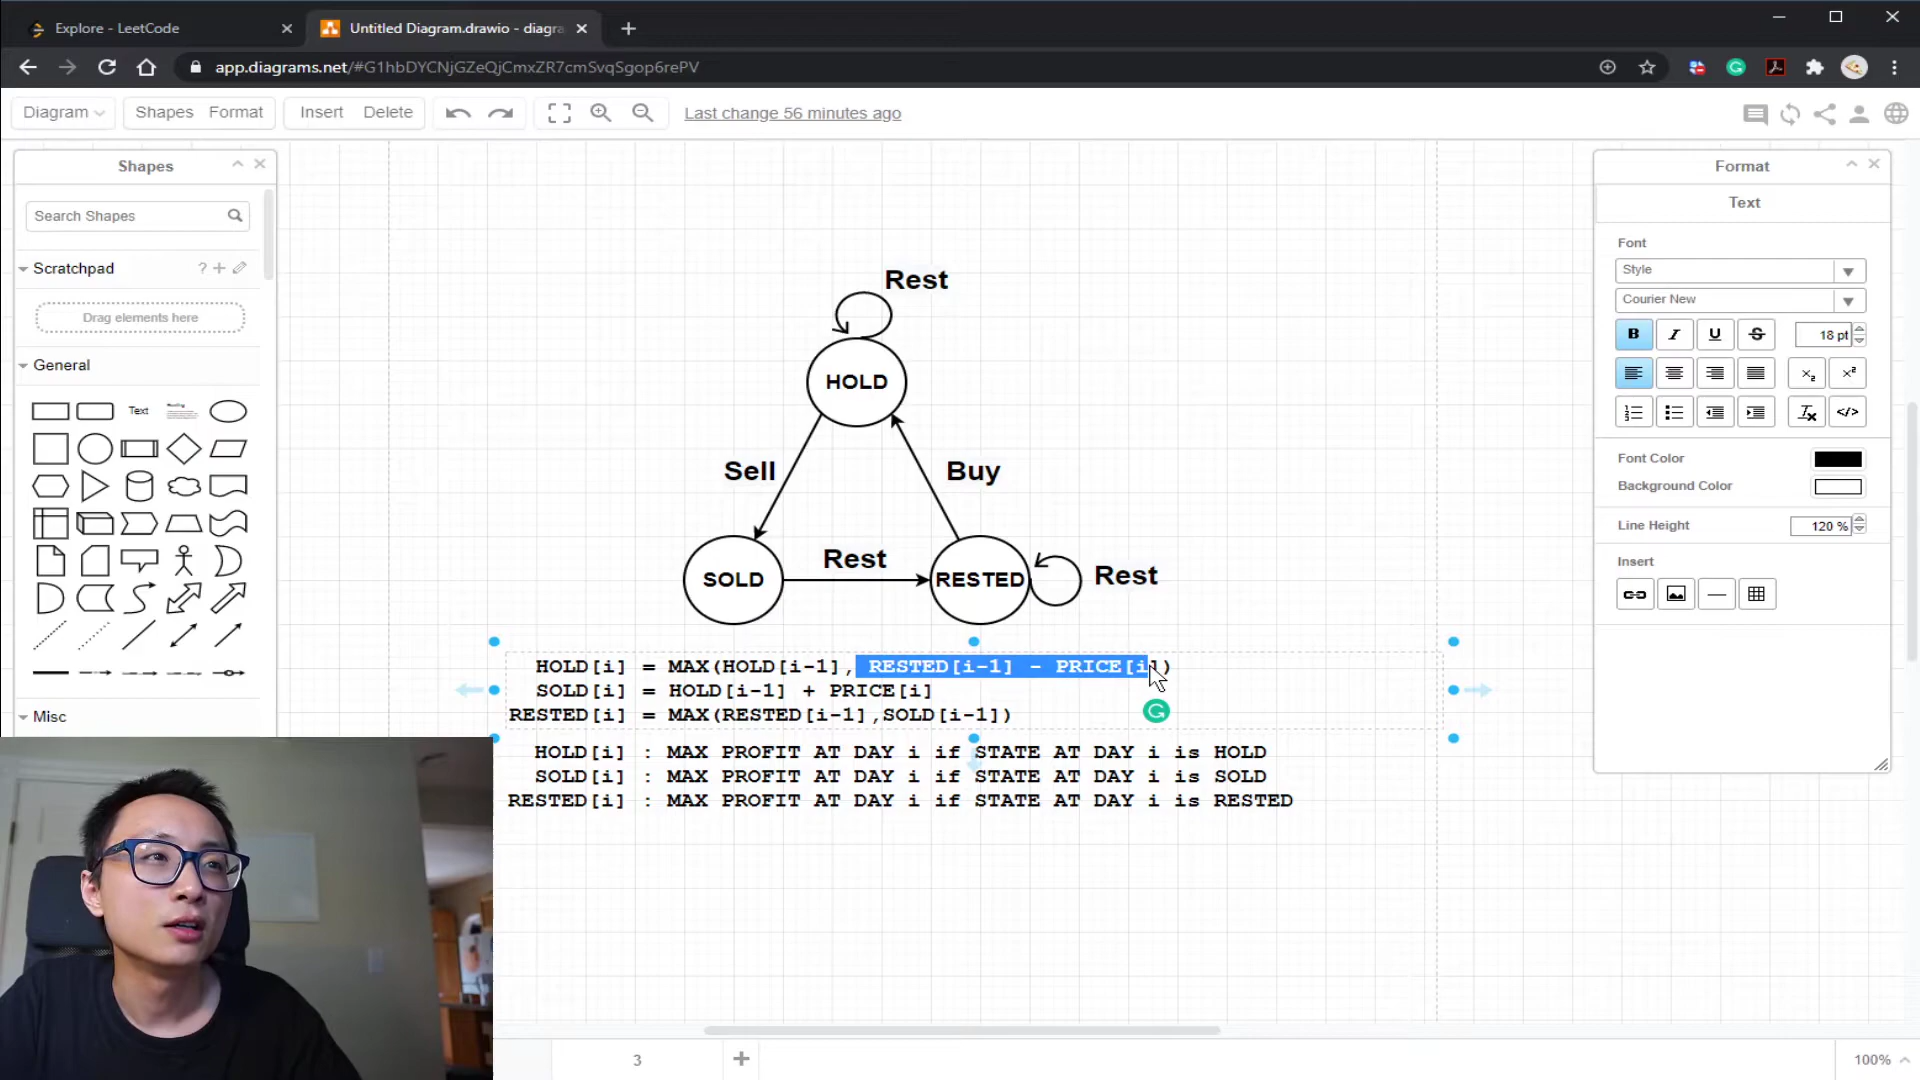 Explore - LeetCode
Untitled Diagram.drawio - diagra
app.diagrams.net/#G1hbDYCNjGZeQjCmxZR7cmSvqSgop6rePV
Diagram
Shapes
Format
Insert
Delete
Last change 56 minutes ago
Shapes
Search Shapes
Scratchpad
?
Drag elements here
General
Text
Heading
Misc
Rest
HOLD
Sell
Buy
SOLD
Rest
RESTED
Rest
HOLD[i] = MAX(HOLD[i-1], RESTED[i-1] - PRICE[i])
SOLD[i] = HOLD[i-1] + PRICE[i]
RESTED[i] = MAX(RESTED[i-1],SOLD[i-1])
HOLD[i] : MAX PROFIT AT DAY i if STATE AT DAY i is HOLD
SOLD[i] : MAX PROFIT AT DAY i if STATE AT DAY i is SOLD
RESTED[i] : MAX PROFIT AT DAY i if STATE AT DAY i is RESTED
Format
Text
Font
Style
Courier New
B I U S 18 pt
Font Color
Background Color
Line Height
120 %
Insert
3
100%